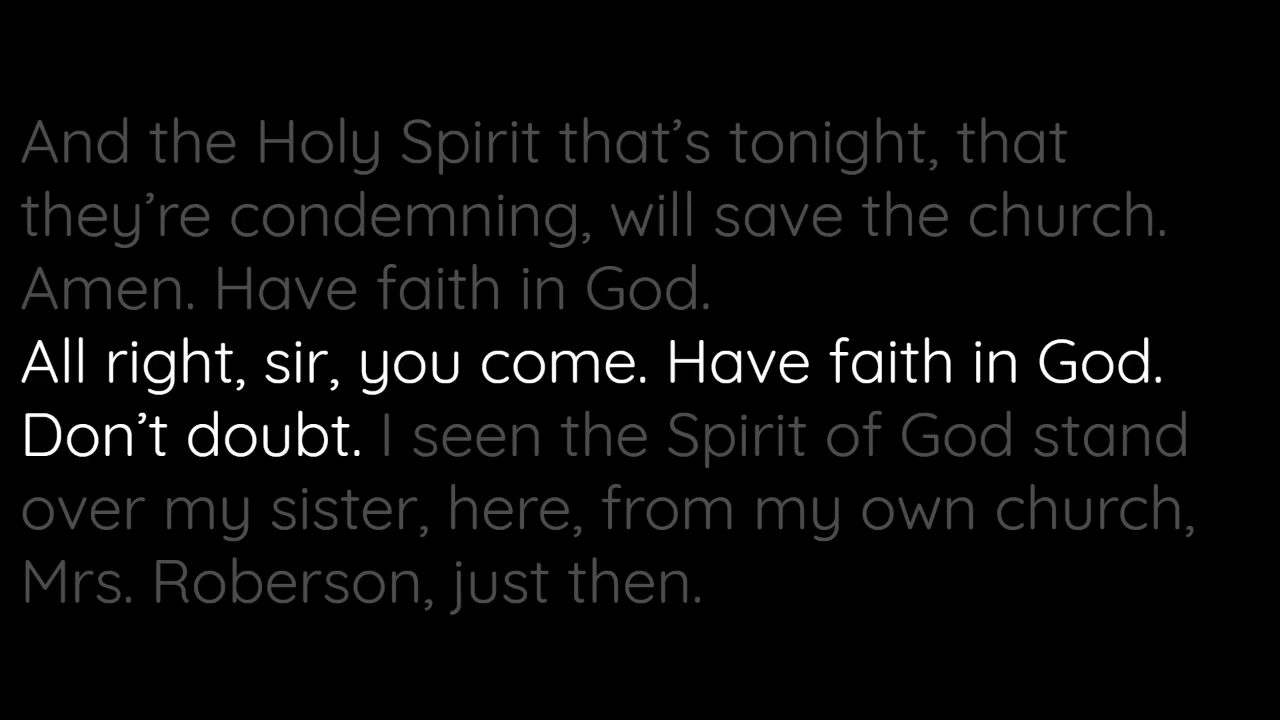 And the Holy Spirit that’s tonight, that
they’re condemning, will save the church.
Amen. Have faith in God.
All right, sir, you come. Have faith in God.
Don’t doubt. I seen the Spirit of God stand
over my sister, here, from my own church,
Mrs. Roberson, just then.